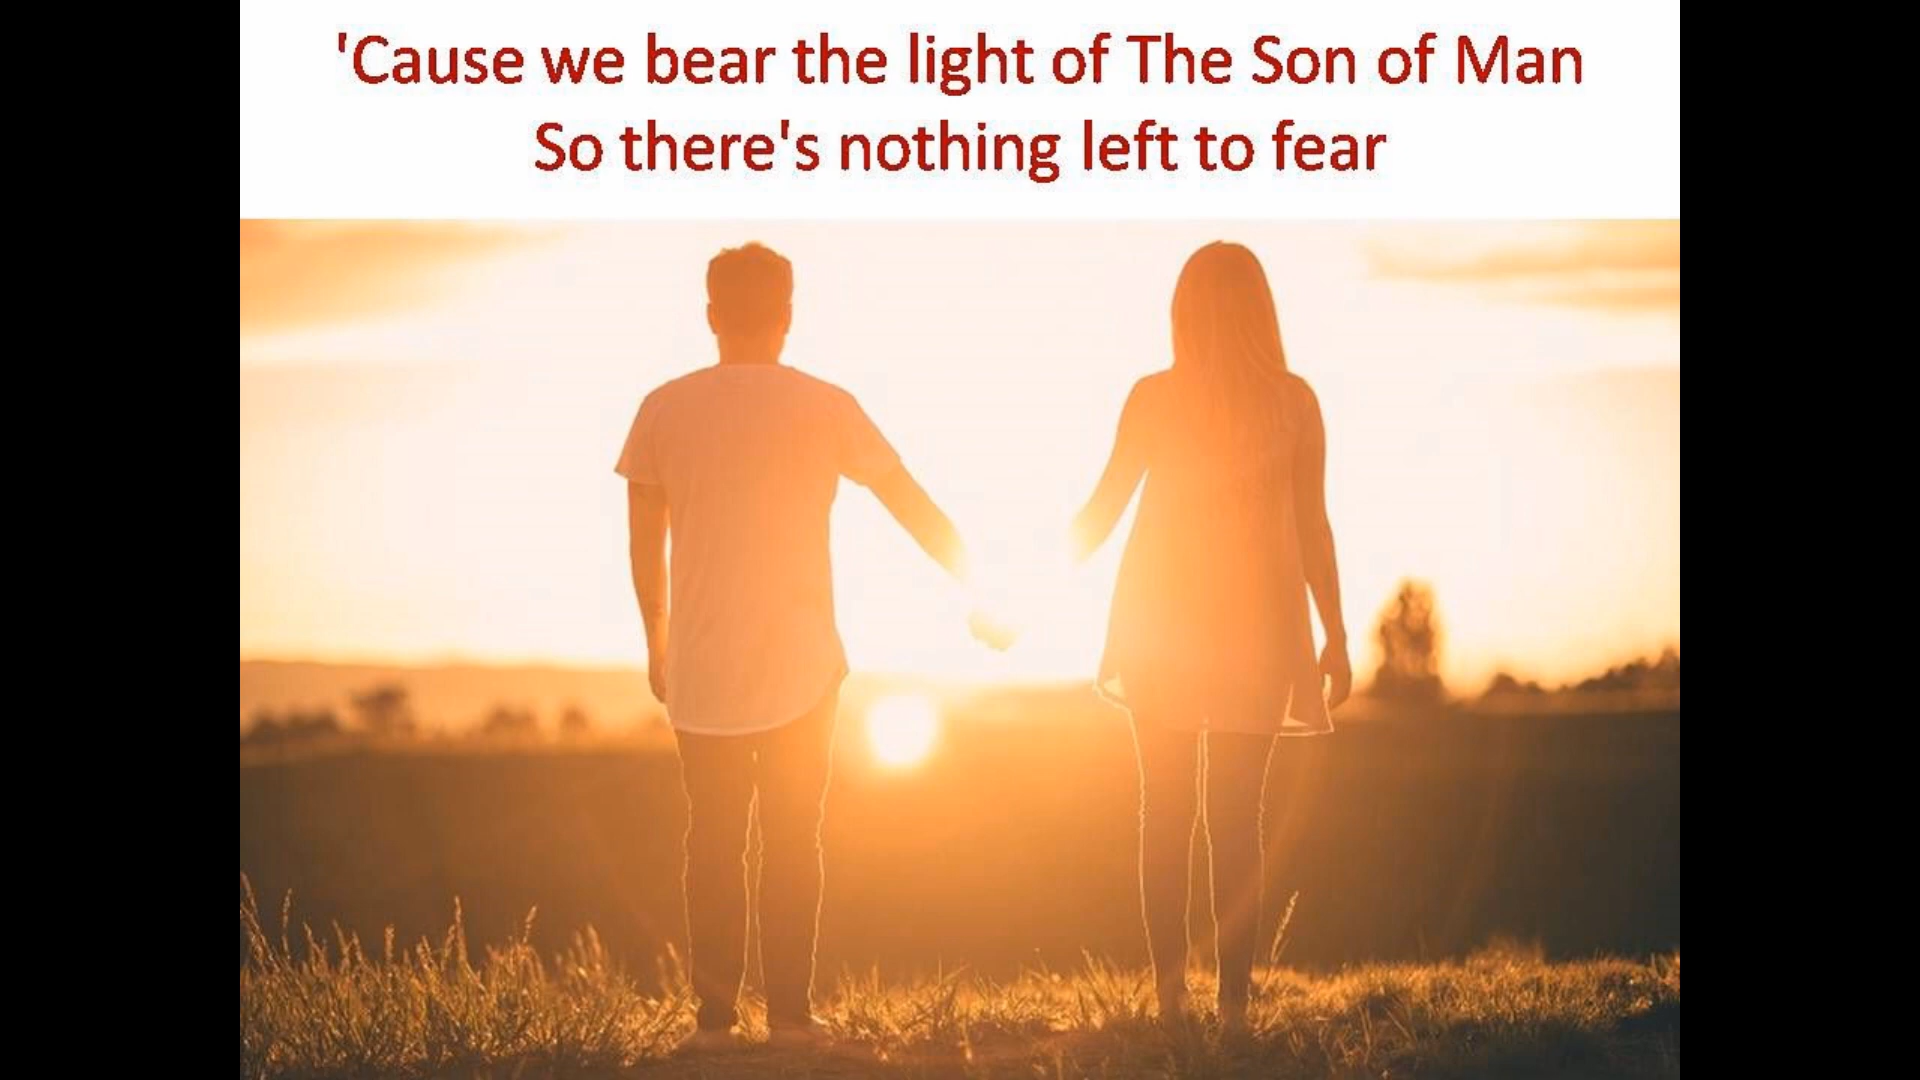 'Cause we bear the light of The Son of Man
So there's nothing left to fear